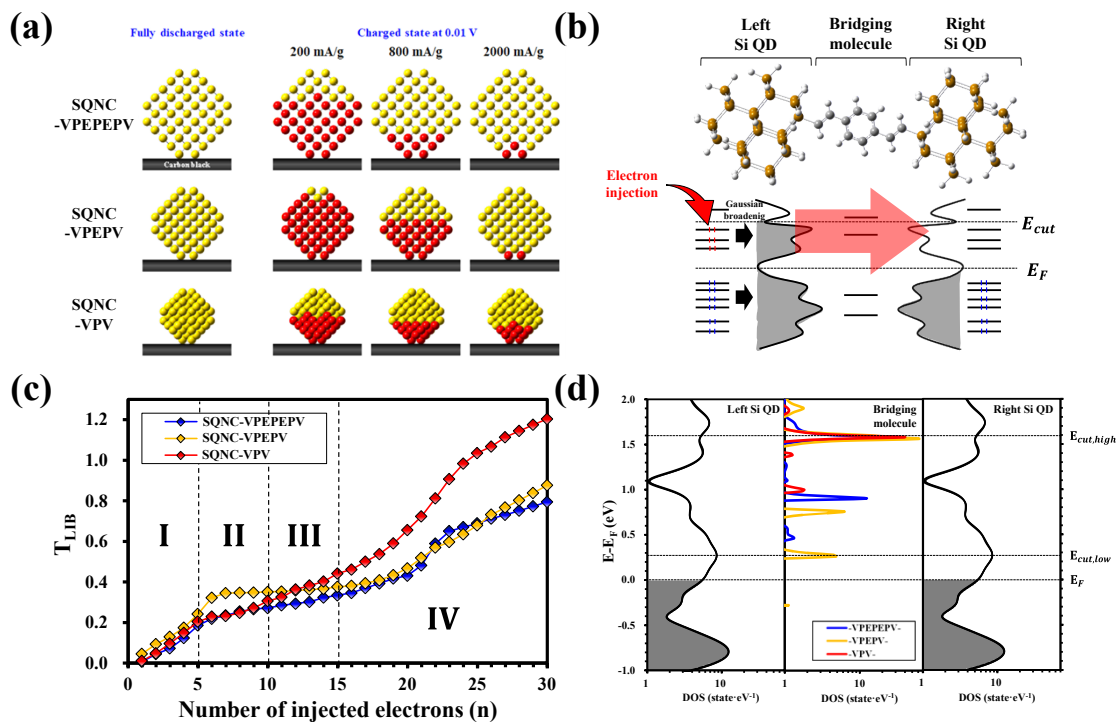 (a)
Fully discharged state
Charged state at 0.01 V
200 mA/g
800 mA/g
2000 mA/g
SQNC
-VPEPEPV
Carbon black
SQNC
-VPEPV
SQNC
-VPV
(b)
Left
Si QD
Bridging
molecule
Right
Si QD
Electron
injection
Gaussian
broadenig
E_cut
E_F
(c)
T_LIB
1.2
1.0
0.8
0.6
0.4
0.2
0.0
SQNC-VPEPEPV
SQNC-VPEPV
SQNC-VPV
I
II
III
IV
0 5 10 15 20 25 30
Number of injected electrons (n)
(d)
E-E_F (eV)
2.0
1.5
1.0
0.5
0.0
-0.5
-1.0
Left Si QD
Bridging
molecule
Right Si QD
E_cut,high
E_cut,low
E_F
-VPEPEPV-
-VPEPV-
-VPV-
1 10 1 10 1 10
DOS (state·eV⁻¹) DOS (state·eV⁻¹) DOS (state·eV⁻¹)